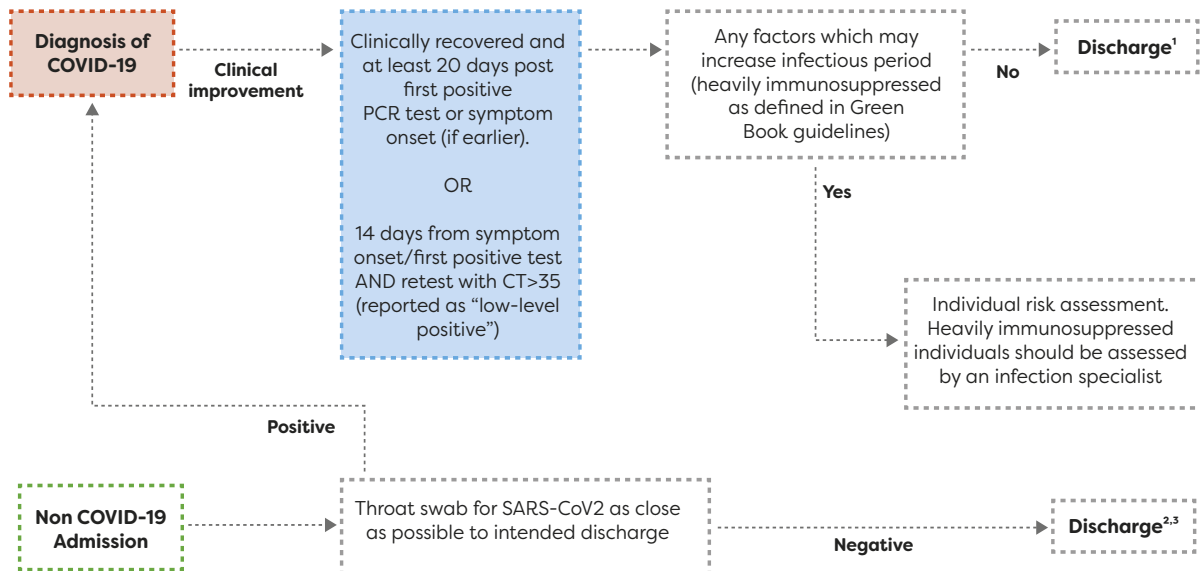 Diagnosis of
COVID-19
Clinical
improvement
Clinically recovered and
at least 20 days post
first positive
PCR test or symptom
onset (if earlier).
OR
14 days from symptom
onset/first positive test
AND retest with CT>35
(reported as “low-level
positive”)
Any factors which may
increase infectious period
(heavily immunosuppressed
as defined in Green
Book guidelines)
No
Discharge¹
Yes
Individual risk assessment.
Heavily immunosuppressed
individuals should be assessed
by an infection specialist
Positive
Non COVID-19
Admission
Throat swab for SARS-CoV2 as close
as possible to intended discharge
Negative
Discharge²,³